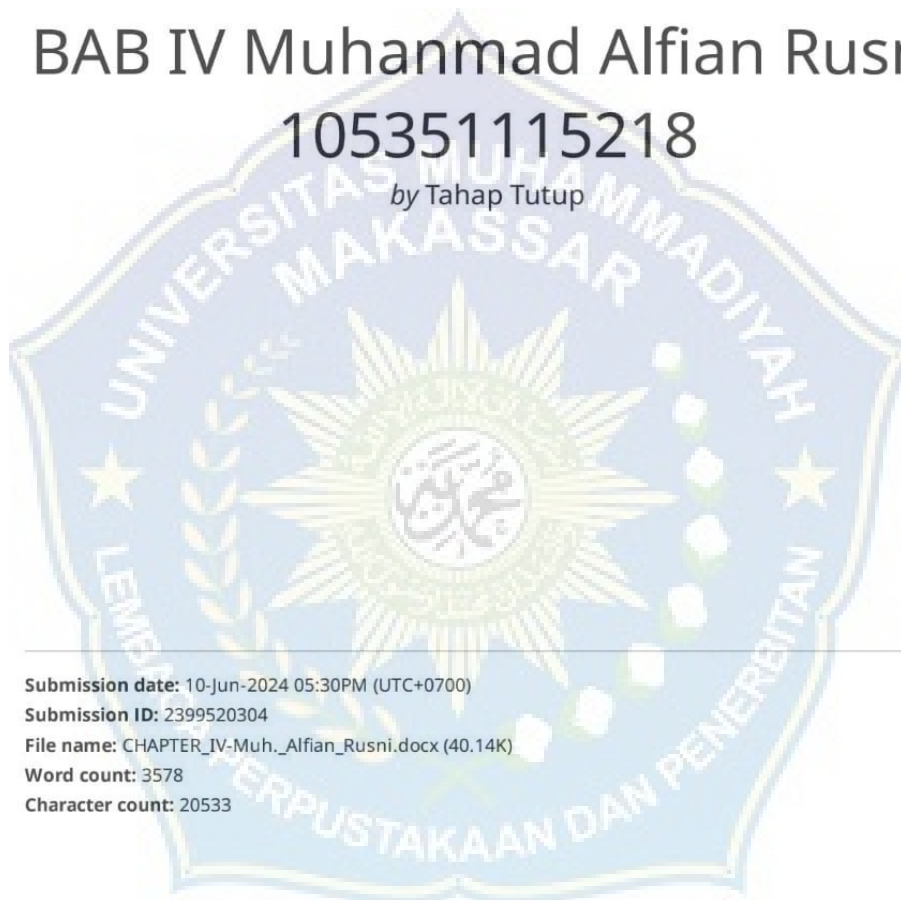 BAB IV Muhanmad Alfian Rusn
105351115218
by Tahap Tutup
UNIVERSITAS MUHAMMADIYAH
MAKASSAR
محمد
LEMBAGA PERPUSTAKAAN DAN PENERBITAN
Submission date: 10-Jun-2024 05:30PM (UTC+0700)
Submission ID: 2399520304
File name: CHAPTER_IV-Muh._Alfian_Rusni.docx (40.14K)
Word count: 3578
Character count: 20533